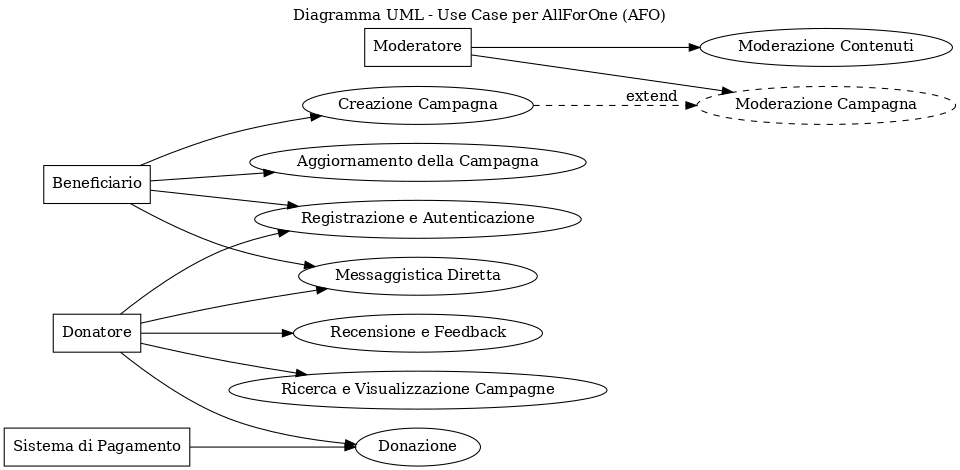 Diagramma UML - Use Case per AllForOne (AFO)
Moderatore
Moderazione Contenuti
Creazione Campagna
extend
Moderazione Campagna
Aggiornamento della Campagna
Beneficiario
Registrazione e Autenticazione
Messaggistica Diretta
Donatore
Recensione e Feedback
Ricerca e Visualizzazione Campagne
Sistema di Pagamento
Donazione